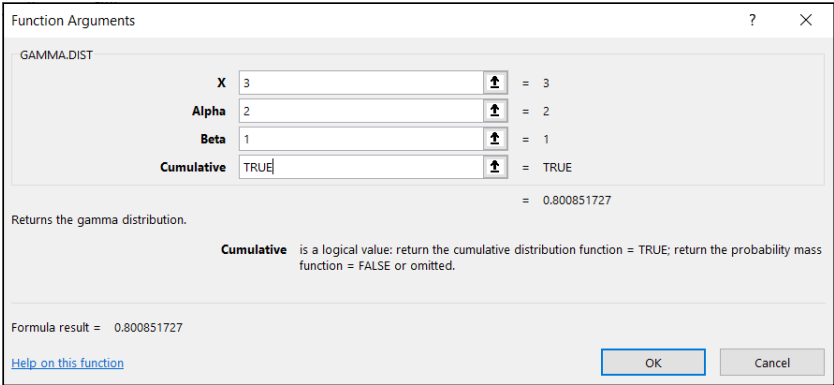 Function Arguments ? ×
GAMMA.DIST
X 3 = 3
Alpha 2 = 2
Beta 1 = 1
Cumulative TRUE = TRUE
= 0.800851727
Returns the gamma distribution.
Cumulative is a logical value: return the cumulative distribution function = TRUE; return the probability mass
function = FALSE or omitted.
Formula result = 0.800851727
Help on this function OK Cancel